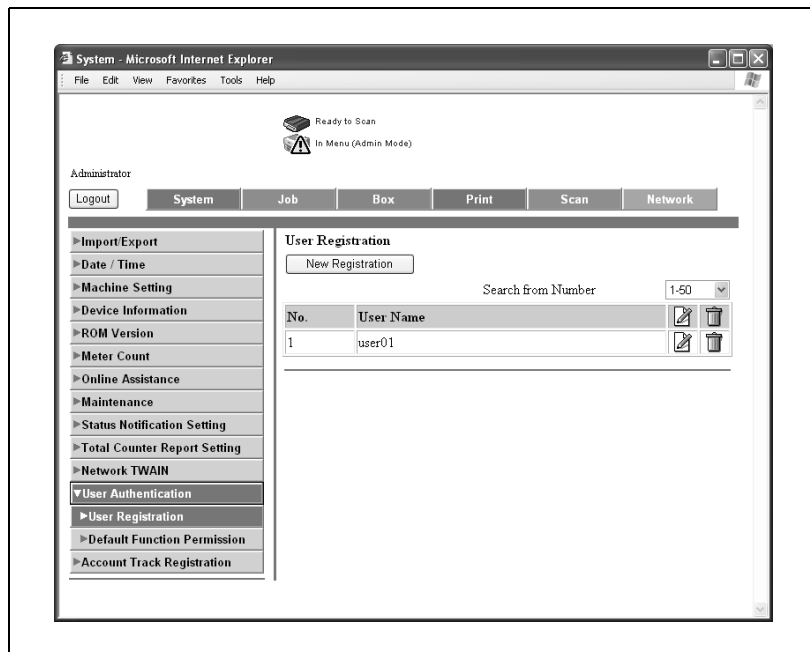 System - Microsoft Internet Explorer
File Edit View Favorites Tools Help
Ready to Scan
In Menu (Admin Mode)
Administrator
Logout System Job Box Print Scan Network
Import/Export
Date / Time
Machine Setting
Device Information
ROM Version
Meter Count
Online Assistance
Maintenance
Status Notification Setting
Total Counter Report Setting
Network TWAIN
User Authentication
User Registration
Default Function Permission
Account Track Registration
User Registration
New Registration
Search from Number 1-50
No. User Name
1 user01